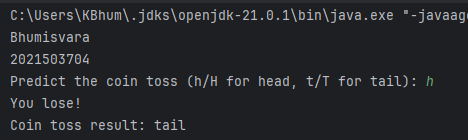 C:\Users\KBhum\.jdks\openjdk-21.0.1\bin\java.exe "-javaage
Bhumisvara
2021503704
Predict the coin toss (h/H for head, t/T for tail): h
You lose!
Coin toss result: tail